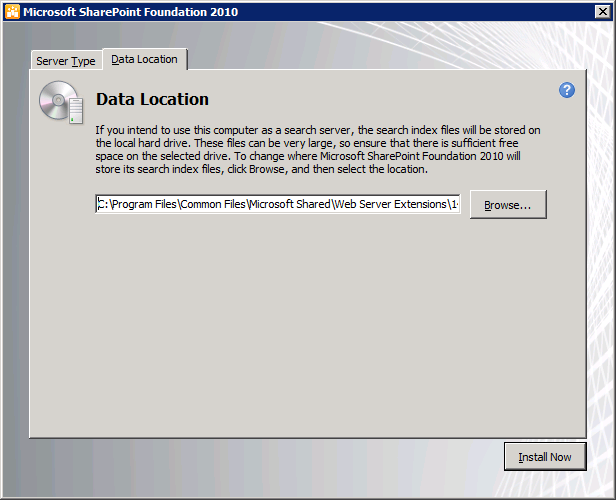 Microsoft SharePoint Foundation 2010
Server Type
Data Location
Data Location
If you intend to use this computer as a search server, the search index files will be stored on
the local hard drive. These files can be very large, so ensure that there is sufficient free
space on the selected drive. To change where Microsoft SharePoint Foundation 2010 will
store its search index files, click Browse, and then select the location.
C:\Program Files\Common Files\Microsoft Shared\Web Server Extensions\1
Browse...
Install Now